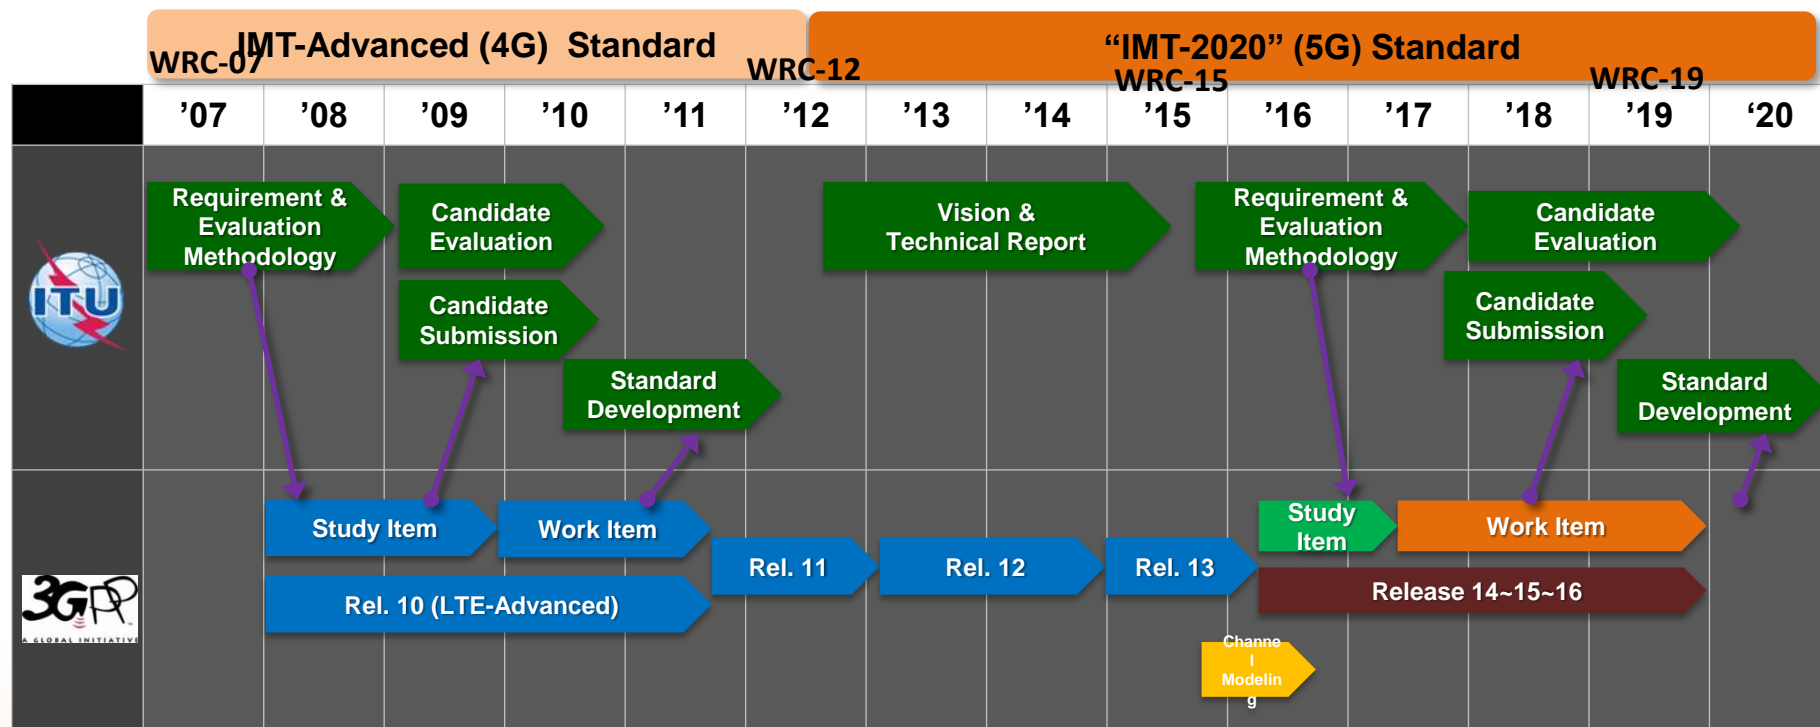 IMT-Advanced (4G) Standard
“IMT-2020” (5G) Standard
WRC-07
WRC-12
WRC-15
WRC-19
’07 ’08 ’09 ’10 ’11 ’12 ’13 ’14 ’15 ’16 ’17 ’18 ’19 ‘20
Requirement &
Evaluation
Methodology
Candidate
Evaluation
Vision &
Technical Report
Requirement &
Evaluation
Methodology
Candidate
Evaluation
ITU
Candidate
Submission
Candidate
Submission
Standard
Development
Standard
Development
Study Item
Work Item
Study
Item
Work Item
Rel. 11
Rel. 12
Rel. 13
3GPP
A GLOBAL INITIATIVE
Rel. 10 (LTE-Advanced)
Release 14~15~16
Channe
l
Modelin
g